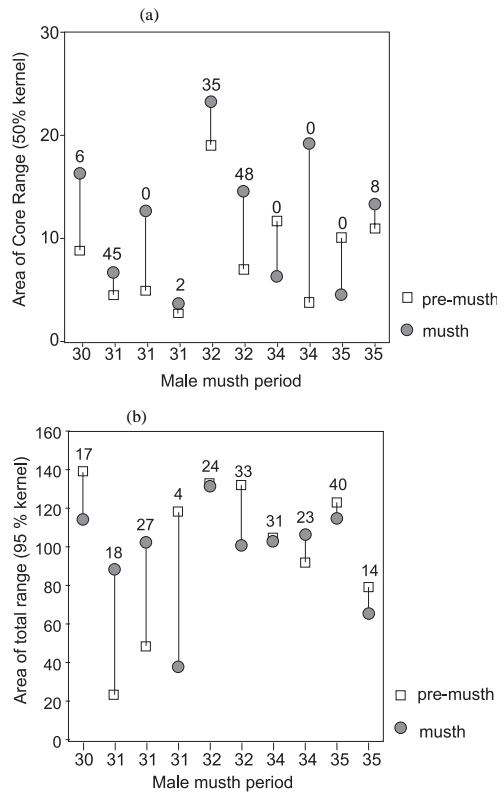 (a)
Area of Core Range (50% kernel)
30
20
10
0
6
45
0
2
35
48
0
0
0
8
30 31 31 31 32 32 34 34 35 35
Male musth period
pre-musth
musth
(b)
Area of total range (95 % kernel)
160
140
120
100
80
60
40
20
0
17
18
27
4
24
33
31
23
40
14
30 31 31 31 32 32 34 34 35 35
Male musth period
pre-musth
musth